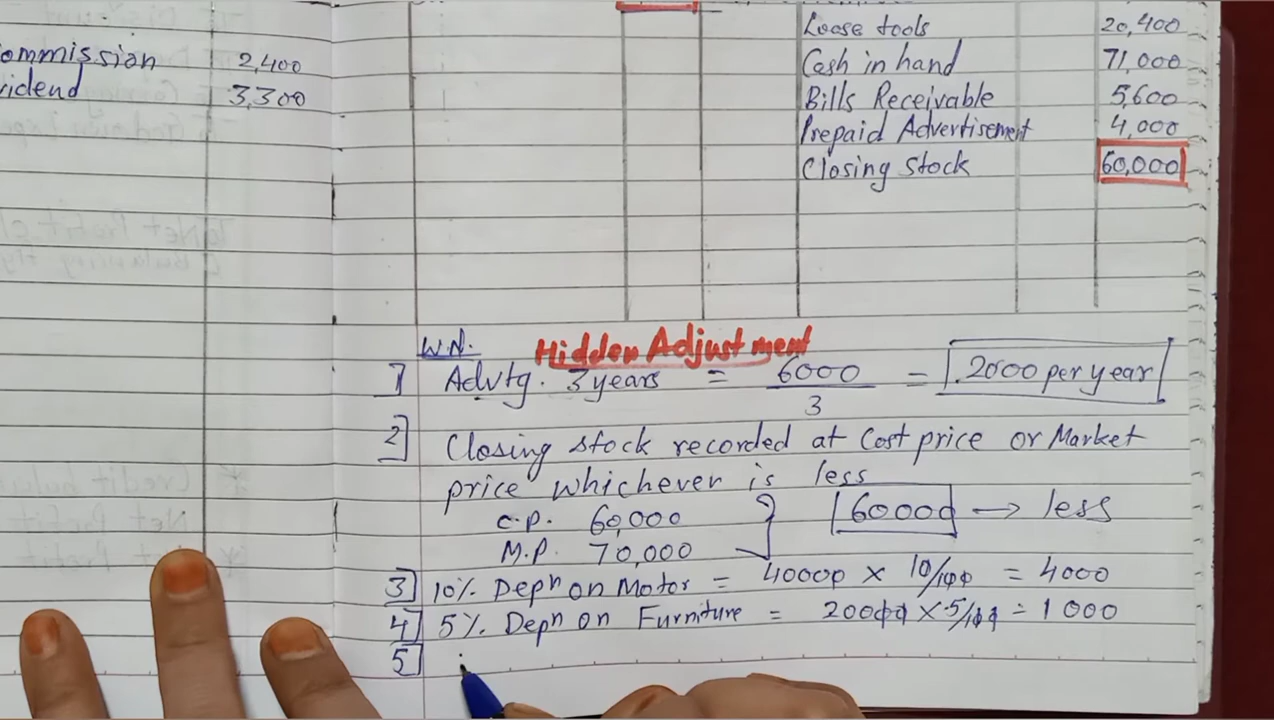 ommission 2,400
vidend 3,300
Loose tools 20,400
Cash in hand 71,000
Bills Receivable 5,600
Prepaid Advertisement 4,000
Closing Stock 60,000
W.N. Hidden Adjustment
1] Advtg. 3 years = 6000/3 = 2000 per year
2] Closing stock recorded at Cost price or Market
price whichever is less
C.P. 60,000
M.P. 70,000 } 60000 → less
3] 10% Depn on Motor = 40000 x 10/100 = 4000
4] 5% Depn on Furniture = 20000 x 5/100 = 1000
5]